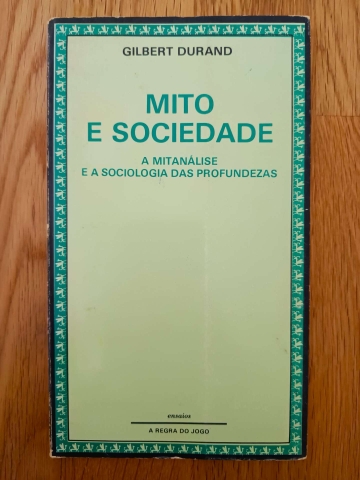 GILBERT DURAND
MITO
E SOCIEDADE
A MITANÁLISE
E A SOCIOLOGIA DAS PROFUNDEZAS
ensaios
A REGRA DO JOGO